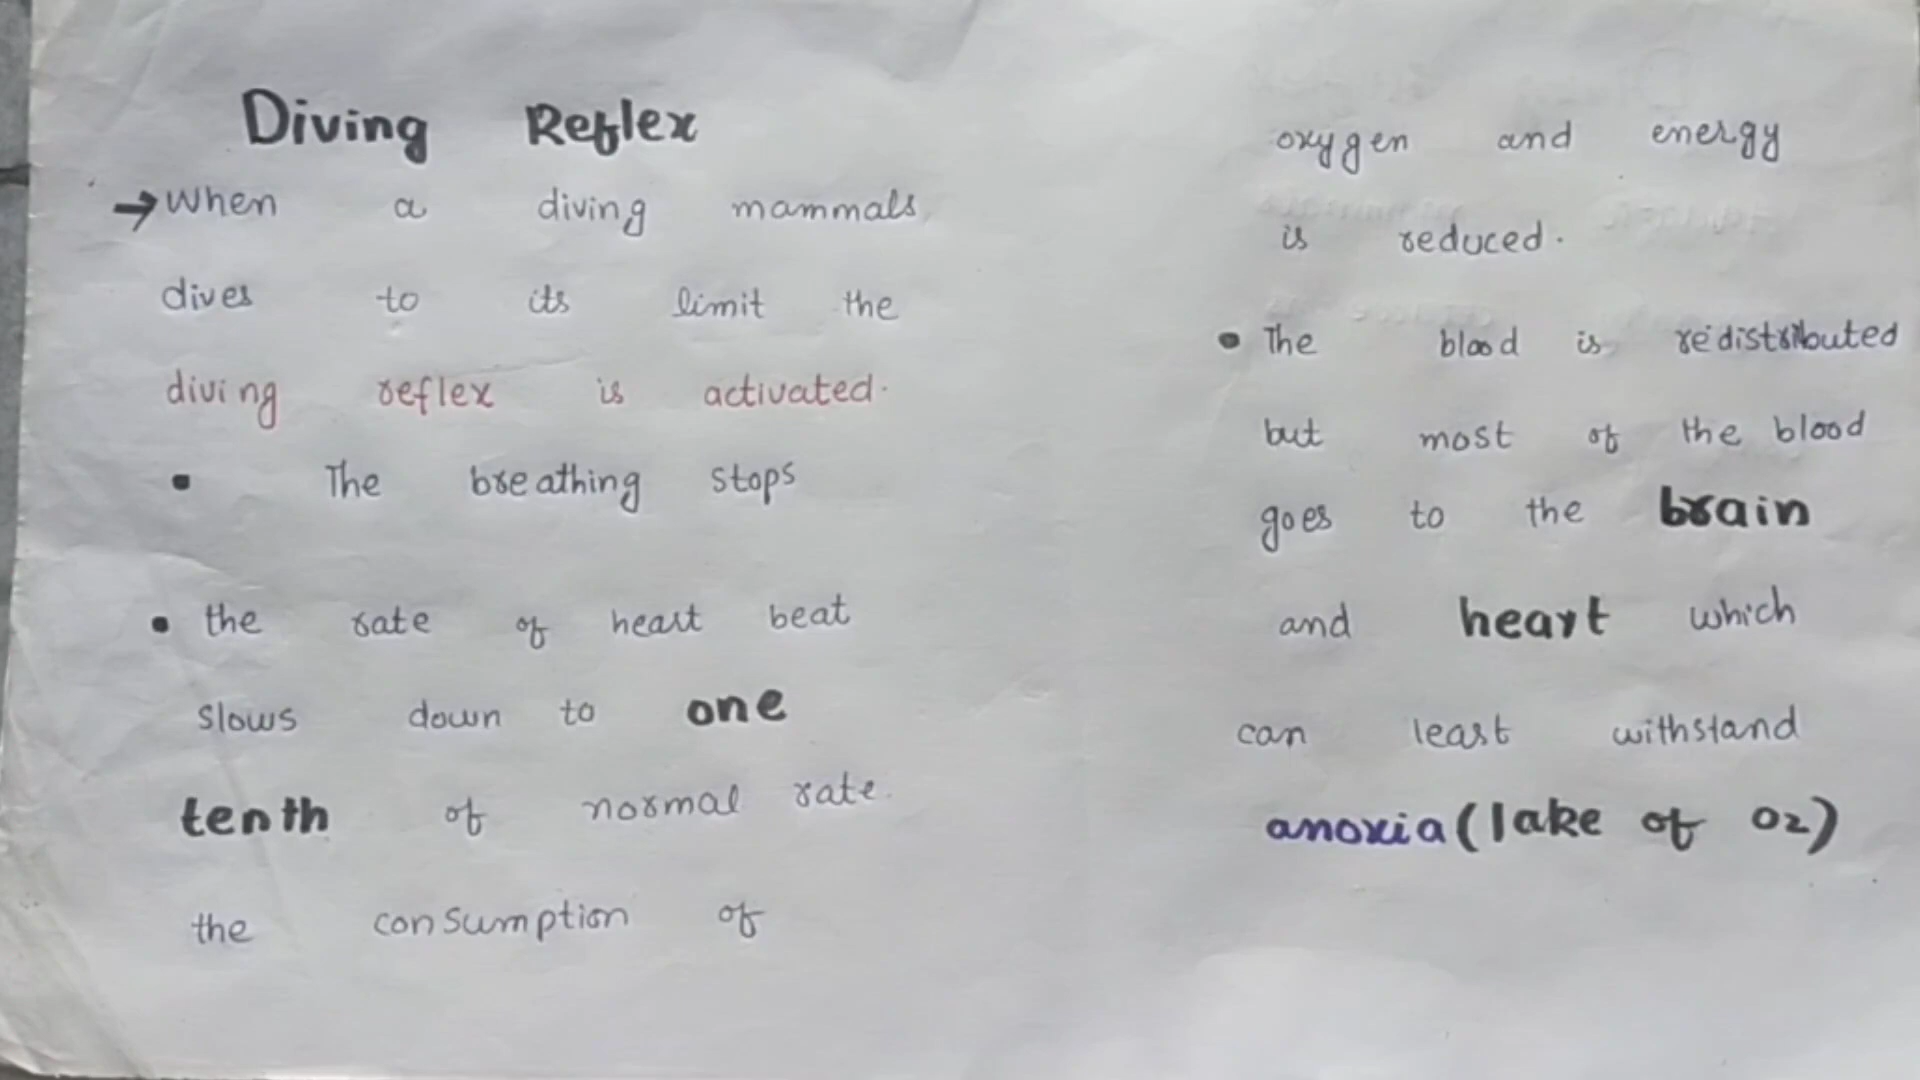 Diving Reflex
→ When a diving mammals
dives to its limit the
diving reflex is activated.
• The breathing stops
• the rate of heart beat
slows down to one
tenth of normal rate.
the consumption of
oxygen and energy
is reduced.
• The blood is redistributed
but most of the blood
goes to the brain
and heart which
can least withstand
anoxia (lake of O2)